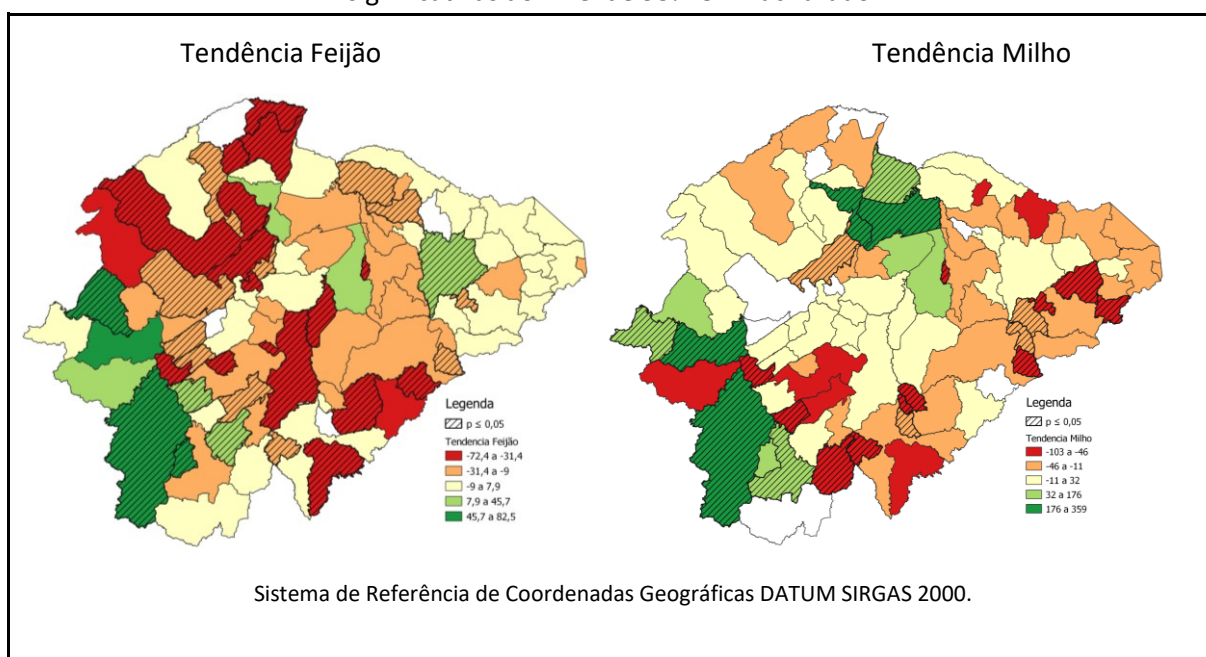 Tendência Feijão
Tendência Milho
Legenda
p ≤ 0,05
Tendencia Feijão
-72,4 a -31,4
-31,4 a -9
-9 a 7,9
7,9 a 45,7
45,7 a 82,5
Legenda
p ≤ 0,05
Tendencia Milho
-103 a -46
-46 a -11
-11 a 32
32 a 176
176 a 359
Sistema de Referência de Coordenadas Geográficas DATUM SIRGAS 2000.